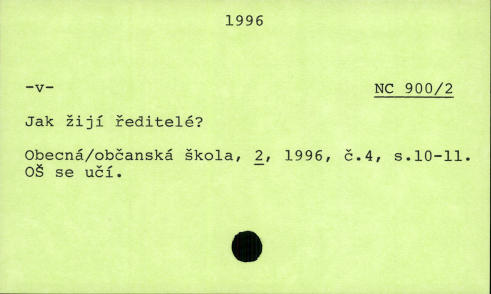 1996
-v-
NC 900/2
Jak žijí ředitelé?
Obecná/občanská škola, 2, 1996, č.4, s.10-11.
OŠ se učí.